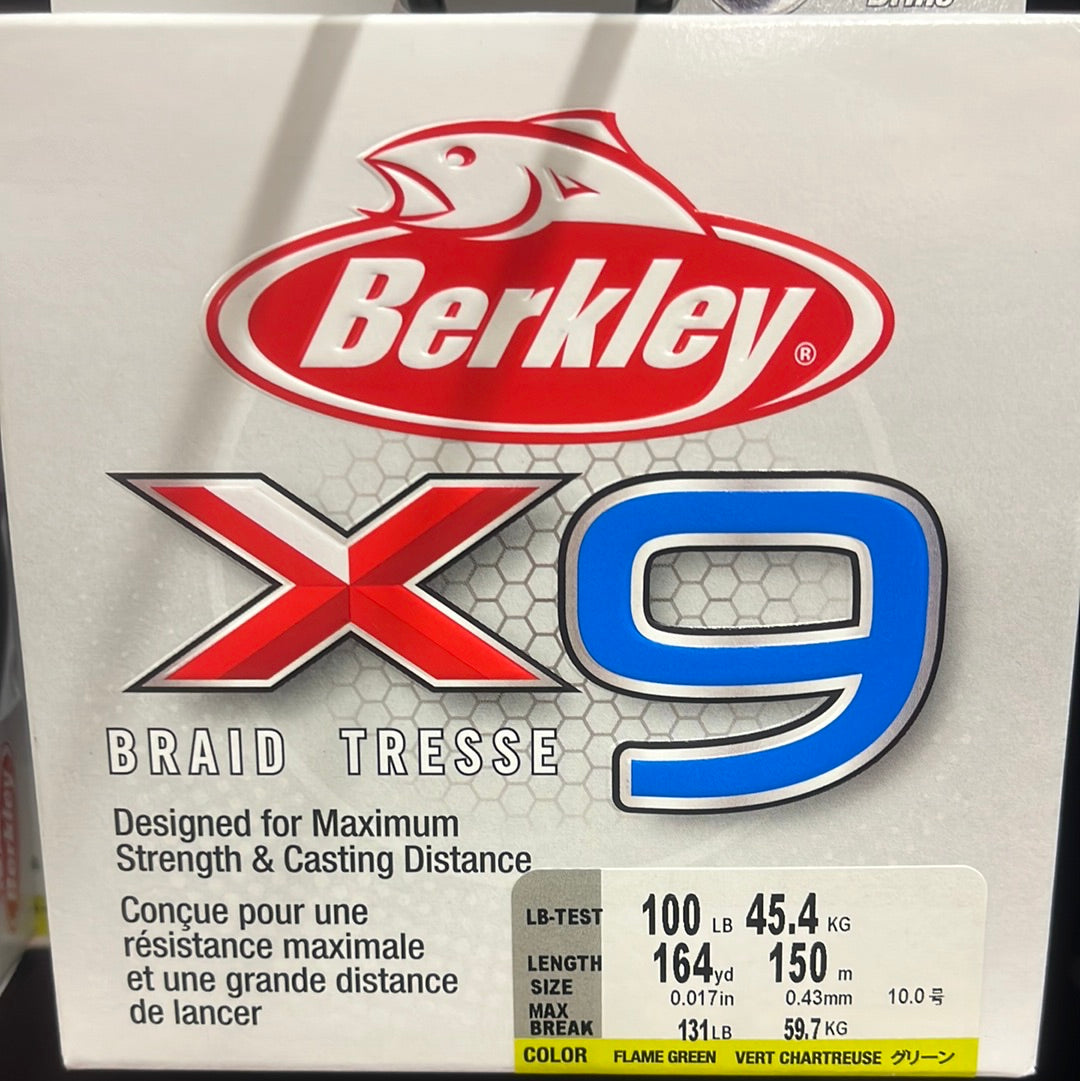 Berkley®
X9
BRAID TRESSE
Designed for Maximum
Strength & Casting Distance
Conçue pour une
résistance maximale
et une grande distance
de lancer
LB-TEST 100 LB 45.4 KG
LENGTH 164yd 150 m
SIZE 0.017in 0.43mm 10.0号
MAX
BREAK 131LB 59.7KG
COLOR FLAME GREEN VERT CHARTREUSE グリーン
Berkley